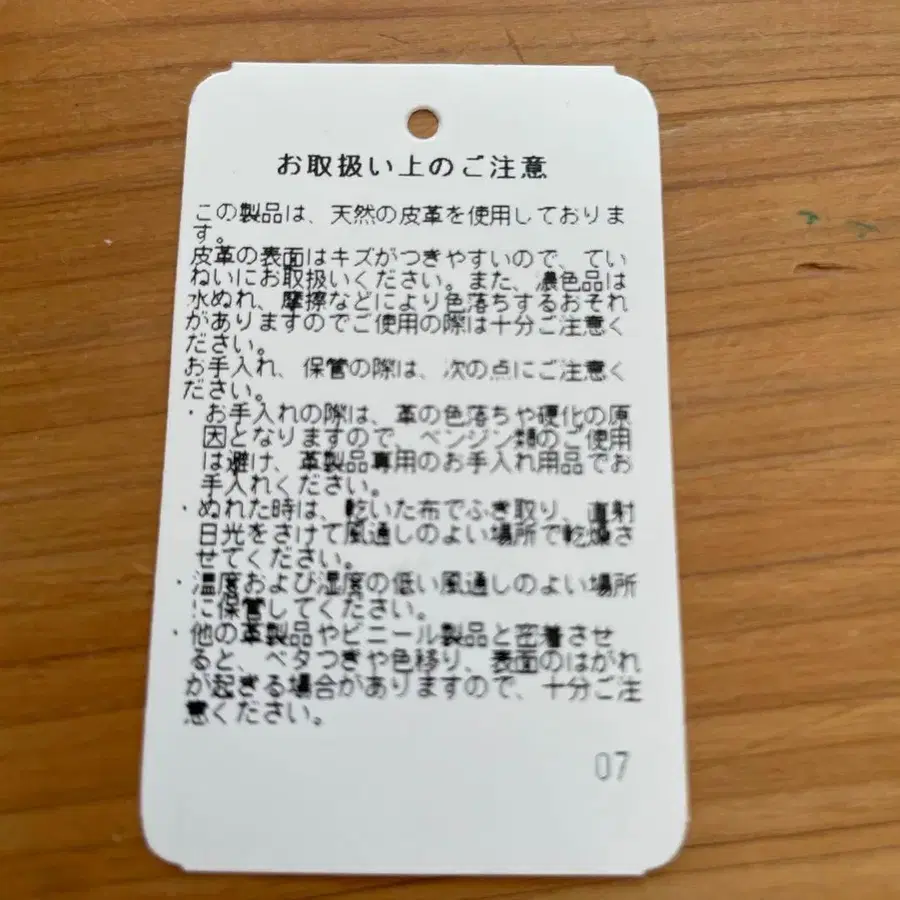 お取扱い上のご注意
この製品は、天然の皮革を使用しておりま
す。
皮革の表面はキズがつきやすいので、てい
ねいにお取扱いください。また、濃色品は
水ぬれ、摩擦などにより色落ちするおそれ
がありますのでご使用の際は十分ご注意く
ださい。
お手入れ、保管の際は、次の点にご注意く
ださい。
・お手入れの際は、革の色落ちや硬化の原
因となりますので、ベンジン類のご使用
は避け、革製品専用のお手入れ用品でお
手入れください。
・ぬれた時は、乾いた布でふき取り、直射
日光をさけて風通しのよい場所で乾燥さ
せてください。
・温度および湿度の低い風通しのよい場所
に保管してください。
・他の革製品やビニール製品と密着させ
ると、ベタつきや色移り、表面のはがれ
が起きる場合がありますので、十分ご注
意ください。
07